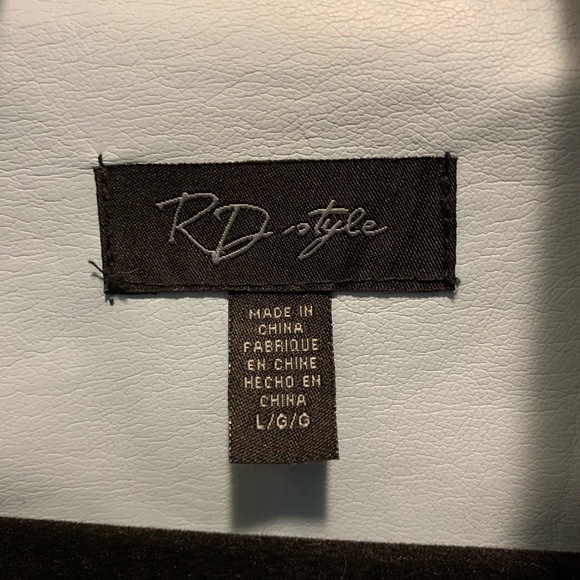 RD style
MADE IN
CHINA
FABRIQUE
EN CHINE
HECHO EN
CHINA
L/G/G